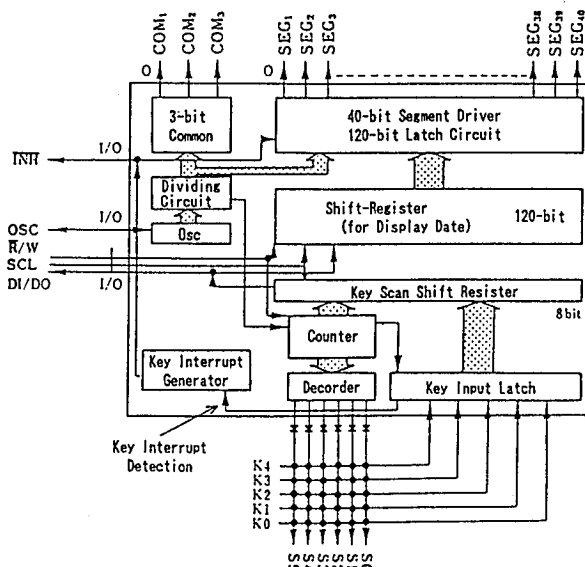 COM1 COM2 COM3 SEG1 SEG2 SEG3 SEG38 SEG39 SEG40
O O
3-bit
Common
40-bit Segment Driver
120-bit Latch Circuit
INH I/O
Dividing
Circuit
Shift-Register
(for Display Date)
120-bit
OSC I/O
Osc
R/W
SCL
DI/DO I/O
Key Scan Shift Register
8bit
Counter
Key Interrupt
Generator
Decorder
Key Input Latch
Key Interrupt
Detection
K4
K3
K2
K1
K0